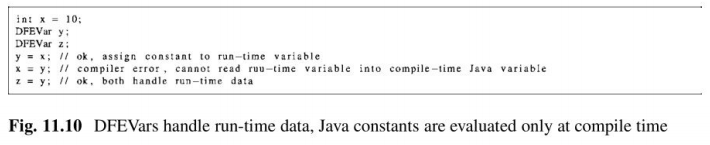 int x = 10;
DFEVar y;
DFEVar z;
y = x; // ok, assign constant to run-time variable
x = y; // compiler error, cannot read ruu-time variable into compile-time Java variable
z = y; // ok, both handle run-time data
Fig. 11.10 DFEVars handle run-time data, Java constants are evaluated only at compile time